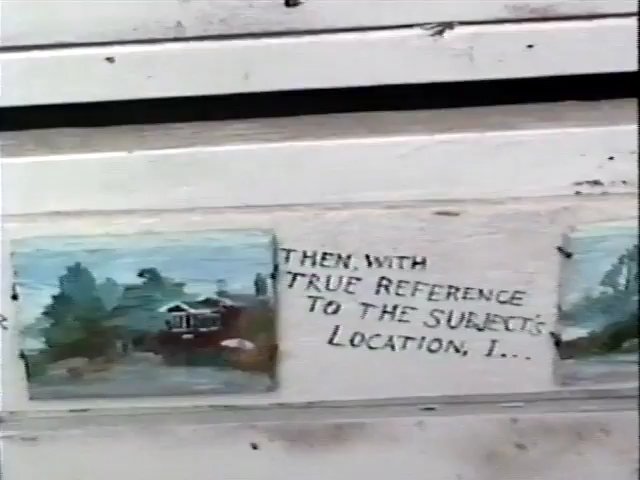 THEN, WITH
TRUE REFERENCE
TO THE SUBJECT'S
LOCATION, I...